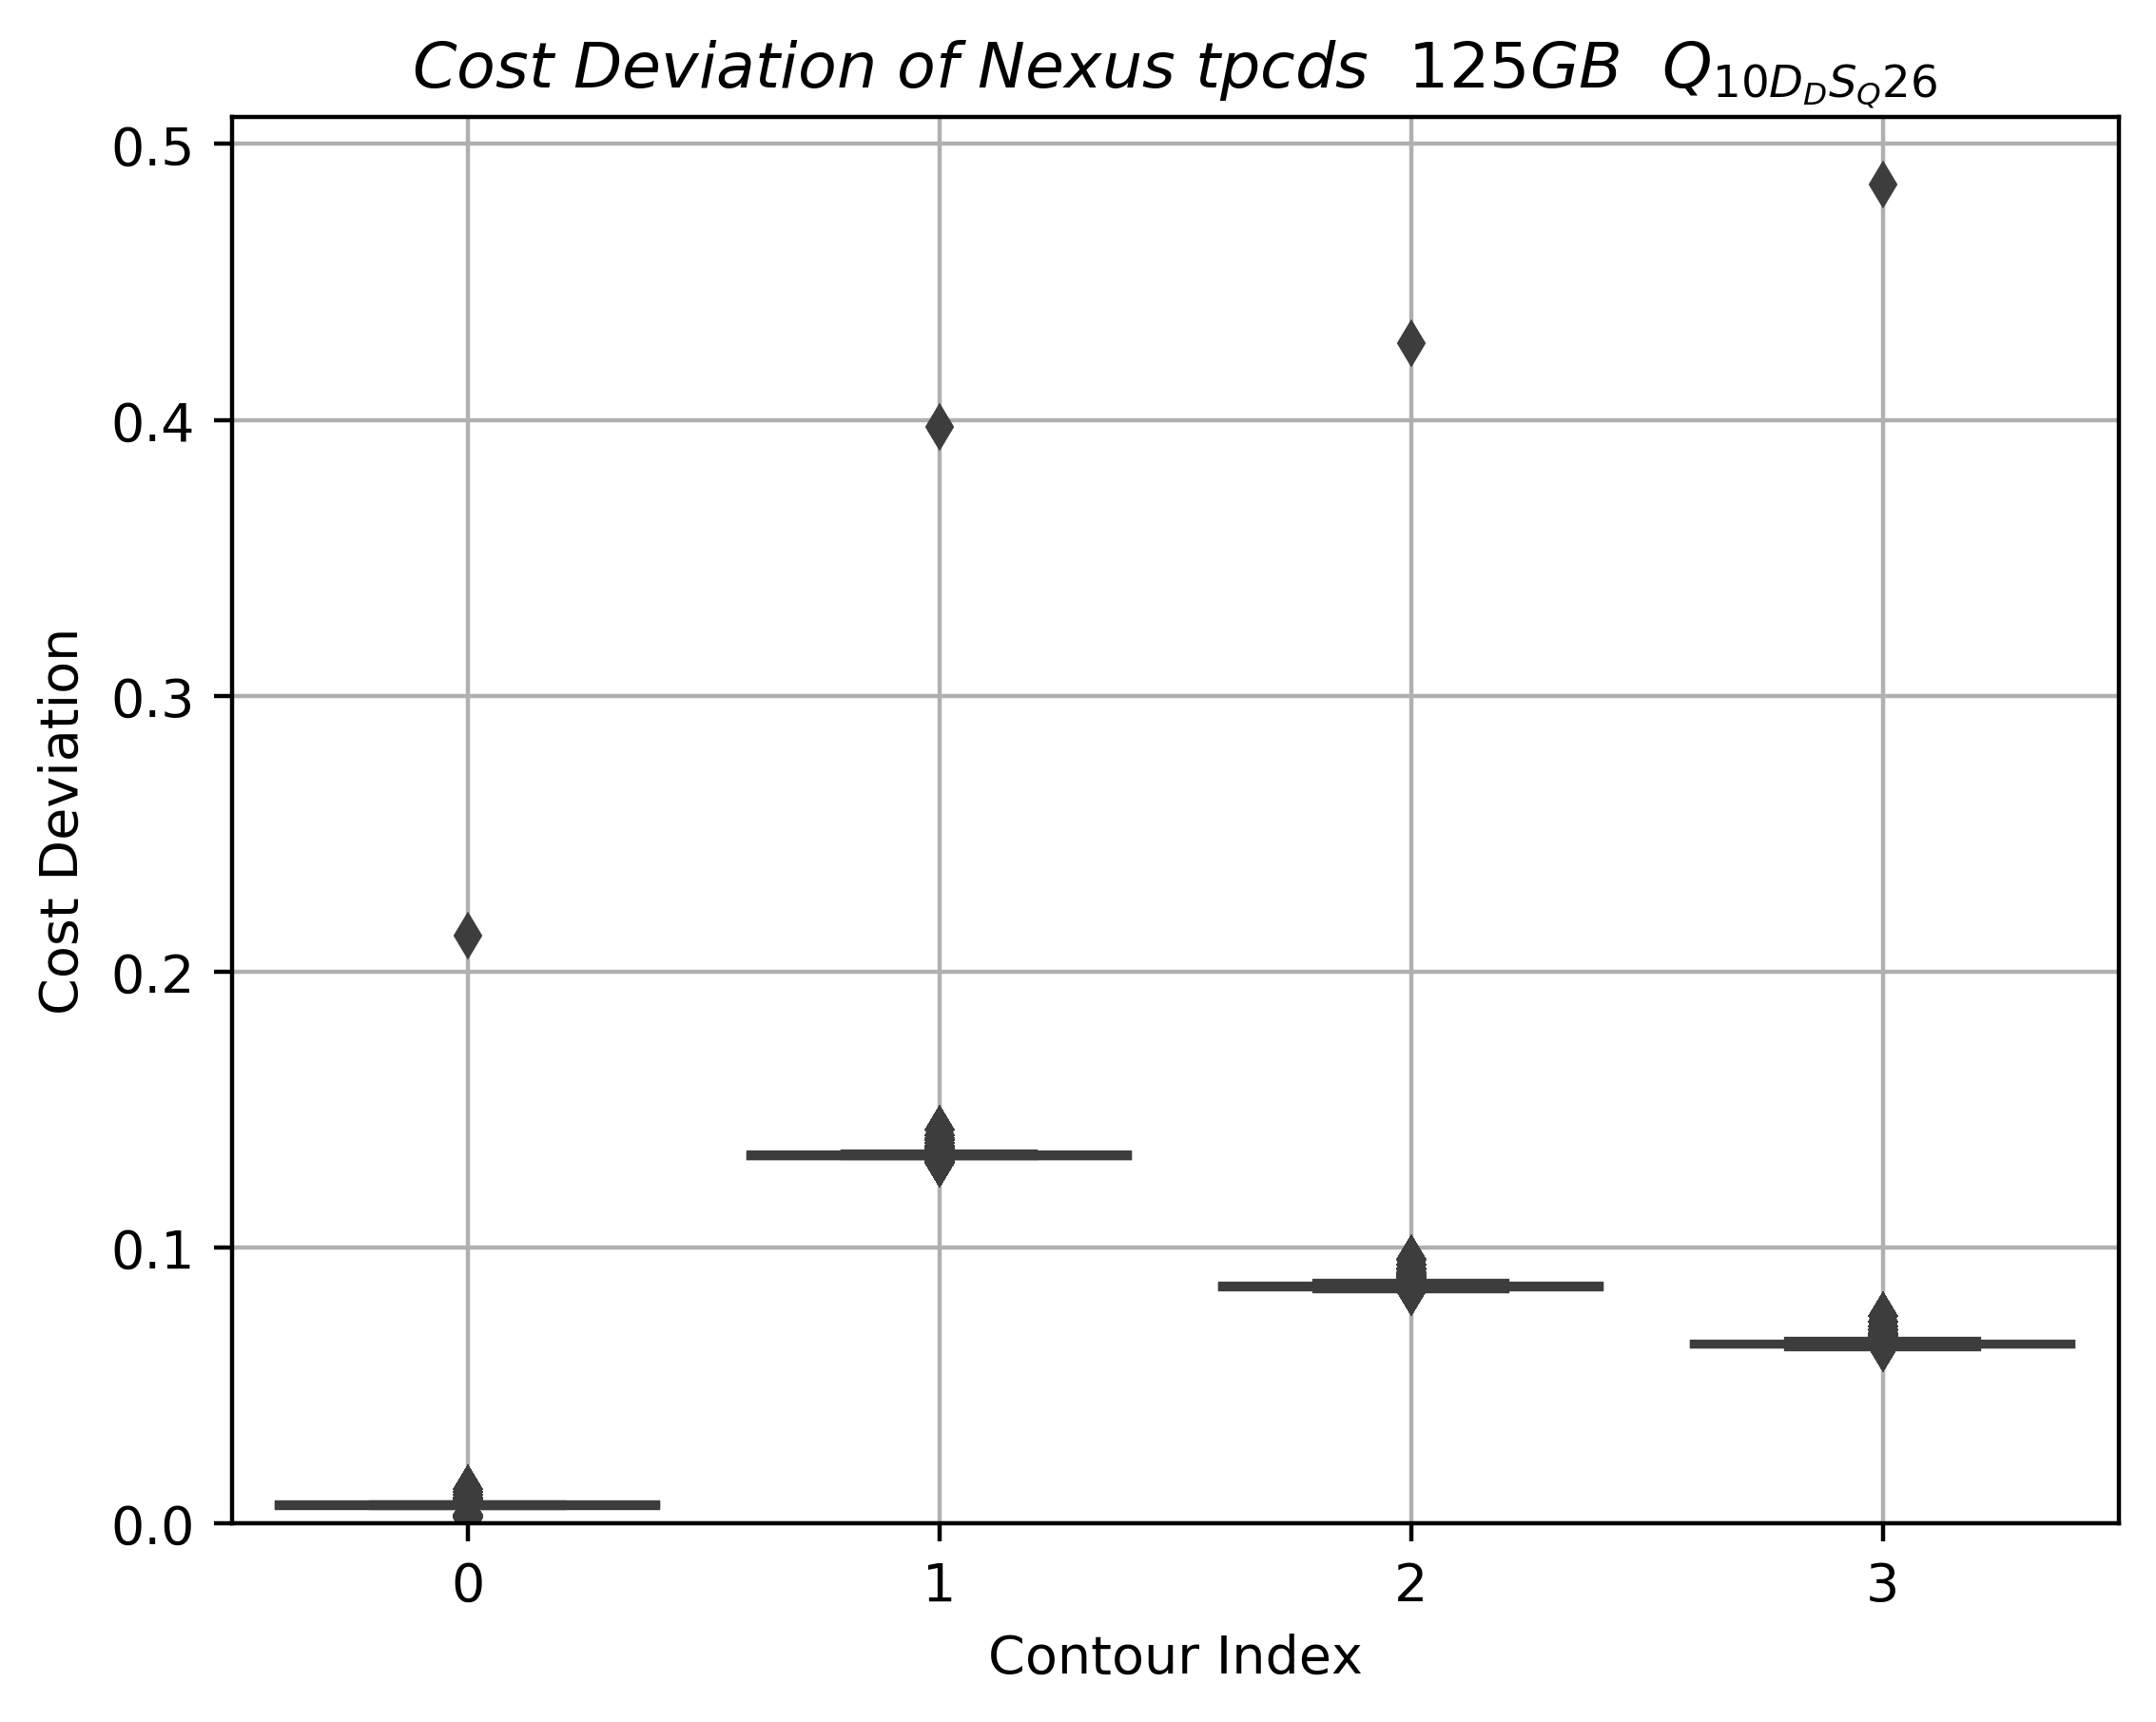 Cost Deviation of Nexus tpcds 125GB Q10DDSQ26
0.5
0.4
0.3
0.2
0.1
0.0
Cost Deviation
0 1 2 3
Contour Index